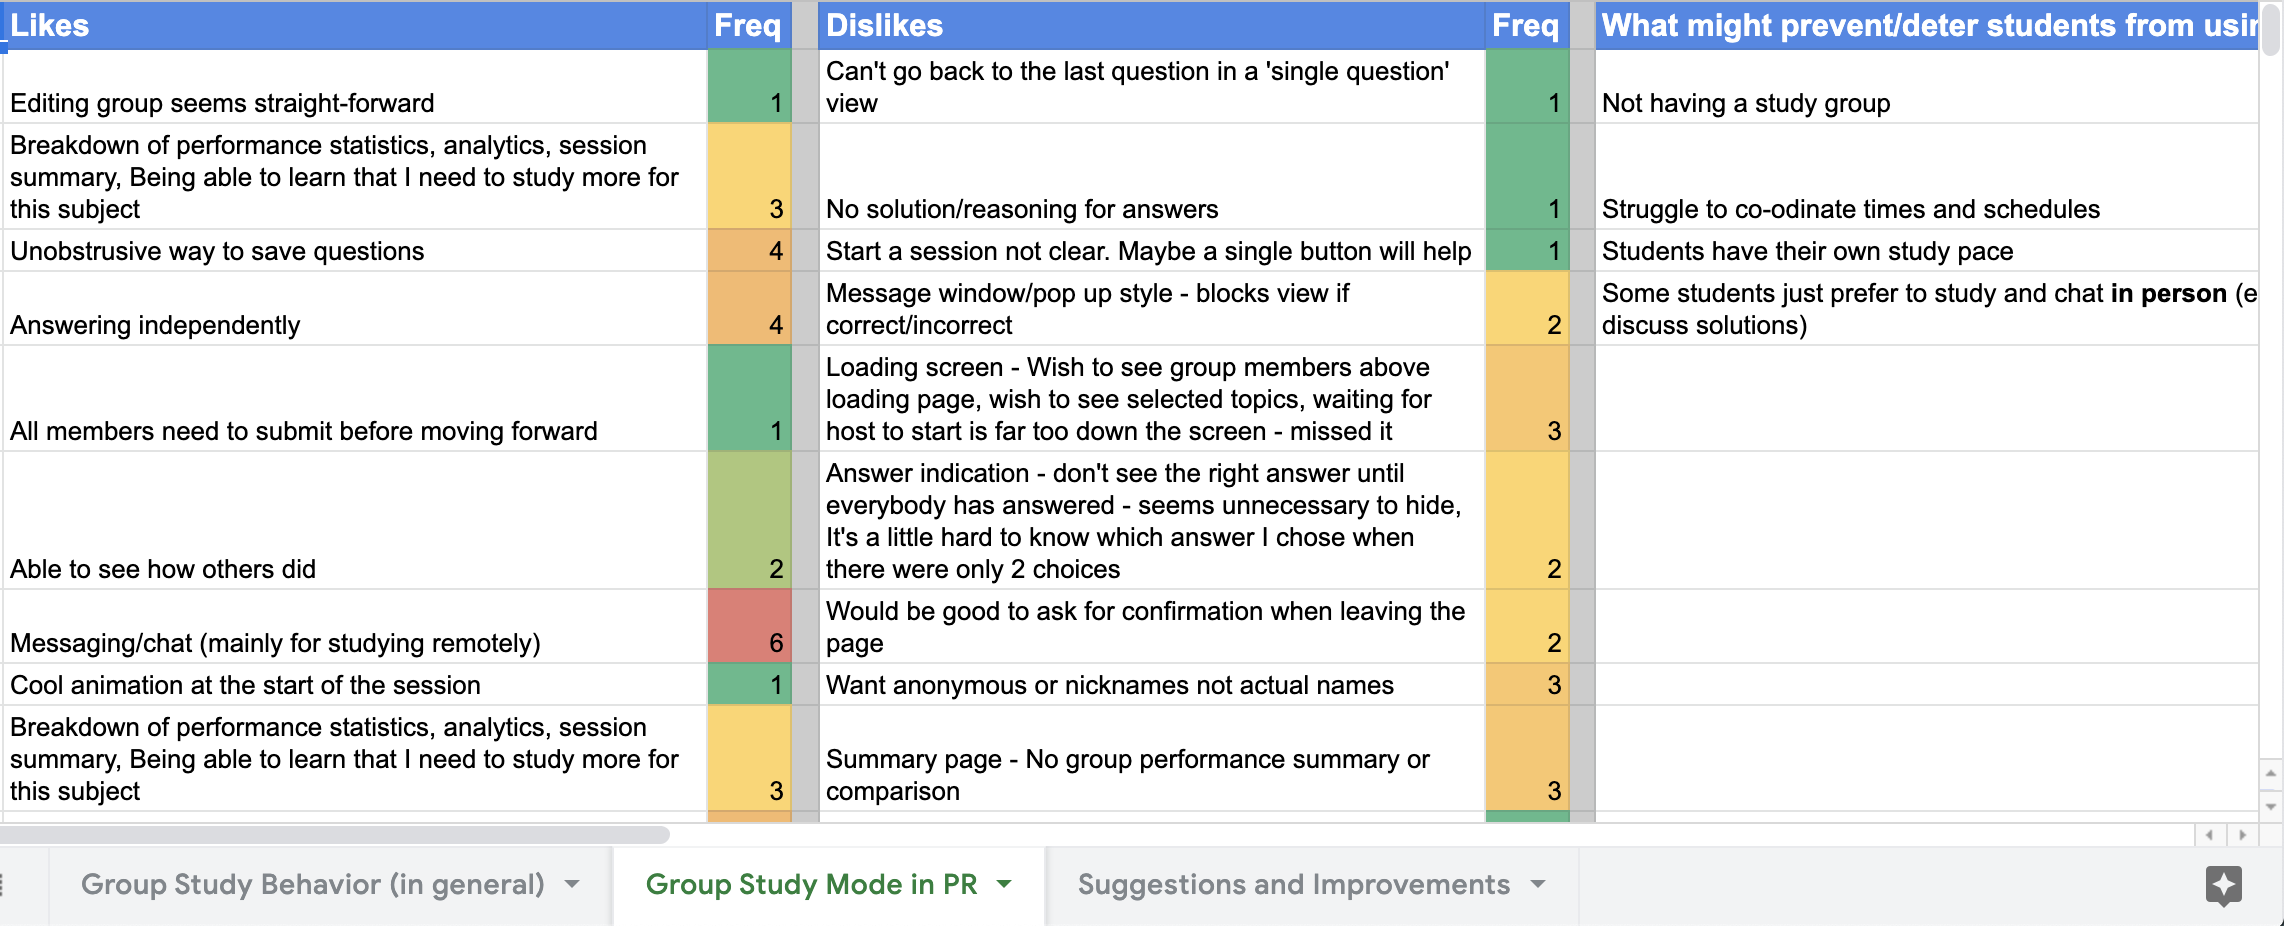 Likes Freq Dislikes Freq What might prevent/deter students from usin
Editing group seems straight-forward
1
Can't go back to the last question in a 'single question'
view
1
Not having a study group
Breakdown of performance statistics, analytics, session
summary, Being able to learn that I need to study more for
this subject
3
No solution/reasoning for answers
1
Struggle to co-odinate times and schedules
Unobstrusive way to save questions
4
Start a session not clear. Maybe a single button will help
1
Students have their own study pace
Answering independently
4
Message window/pop up style - blocks view if
correct/incorrect
2
Some students just prefer to study and chat in person (e
discuss solutions)
All members need to submit before moving forward
1
Loading screen - Wish to see group members above
loading page, wish to see selected topics, waiting for
host to start is far too down the screen - missed it
3
Able to see how others did
2
Answer indication - don't see the right answer until
everybody has answered - seems unnecessary to hide,
It's a little hard to know which answer I chose when
there were only 2 choices
2
Messaging/chat (mainly for studying remotely)
6
Would be good to ask for confirmation when leaving the
page
2
Cool animation at the start of the session
1
Want anonymous or nicknames not actual names
3
Breakdown of performance statistics, analytics, session
summary, Being able to learn that I need to study more for
this subject
3
Summary page - No group performance summary or
comparison
3
Group Study Behavior (in general) Group Study Mode in PR Suggestions and Improvements